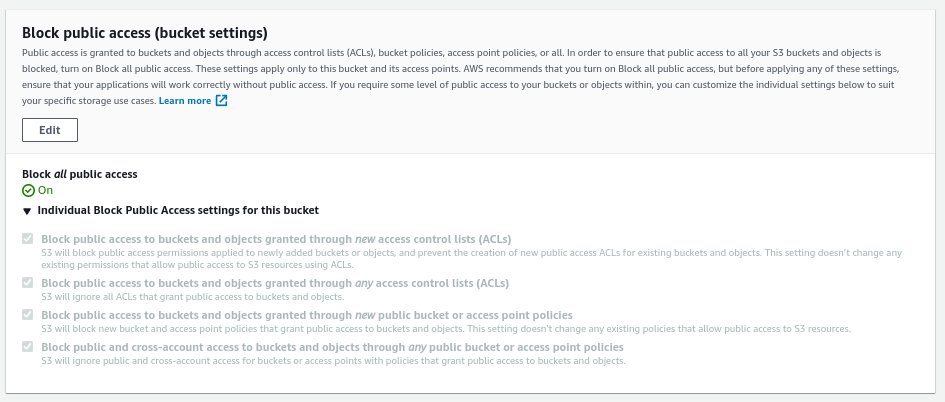 Block public access (bucket settings)
Public access is granted to buckets and objects through access control lists (ACLs), bucket policies, access point policies, or all. In order to ensure that public access to all your S3 buckets and objects is
blocked, turn on Block all public access. These settings apply only to this bucket and its access points. AWS recommends that you turn on Block all public access, but before applying any of these settings,
ensure that your applications will work correctly without public access. If you require some level of public access to your buckets or objects within, you can customize the individual settings below to suit
your specific storage use cases. Learn more
Edit
Block all public access
On
Individual Block Public Access settings for this bucket
Block public access to buckets and objects granted through new access control lists (ACLs)
S3 will block public access permissions applied to newly added buckets or objects, and prevent the creation of new public access ACLs for existing buckets and objects. This setting doesn't change any
existing permissions that allow public access to S3 resources using ACLs.
Block public access to buckets and objects granted through any access control lists (ACLs)
S3 will ignore all ACLs that grant public access to buckets and objects.
Block public access to buckets and objects granted through new public bucket or access point policies
S3 will block new bucket and access point policies that grant public access to buckets and objects. This setting doesn't change any existing policies that allow public access to S3 resources.
Block public and cross-account access to buckets and objects through any public bucket or access point policies
S3 will ignore public and cross-account access for buckets or access points with policies that grant public access to buckets and objects.